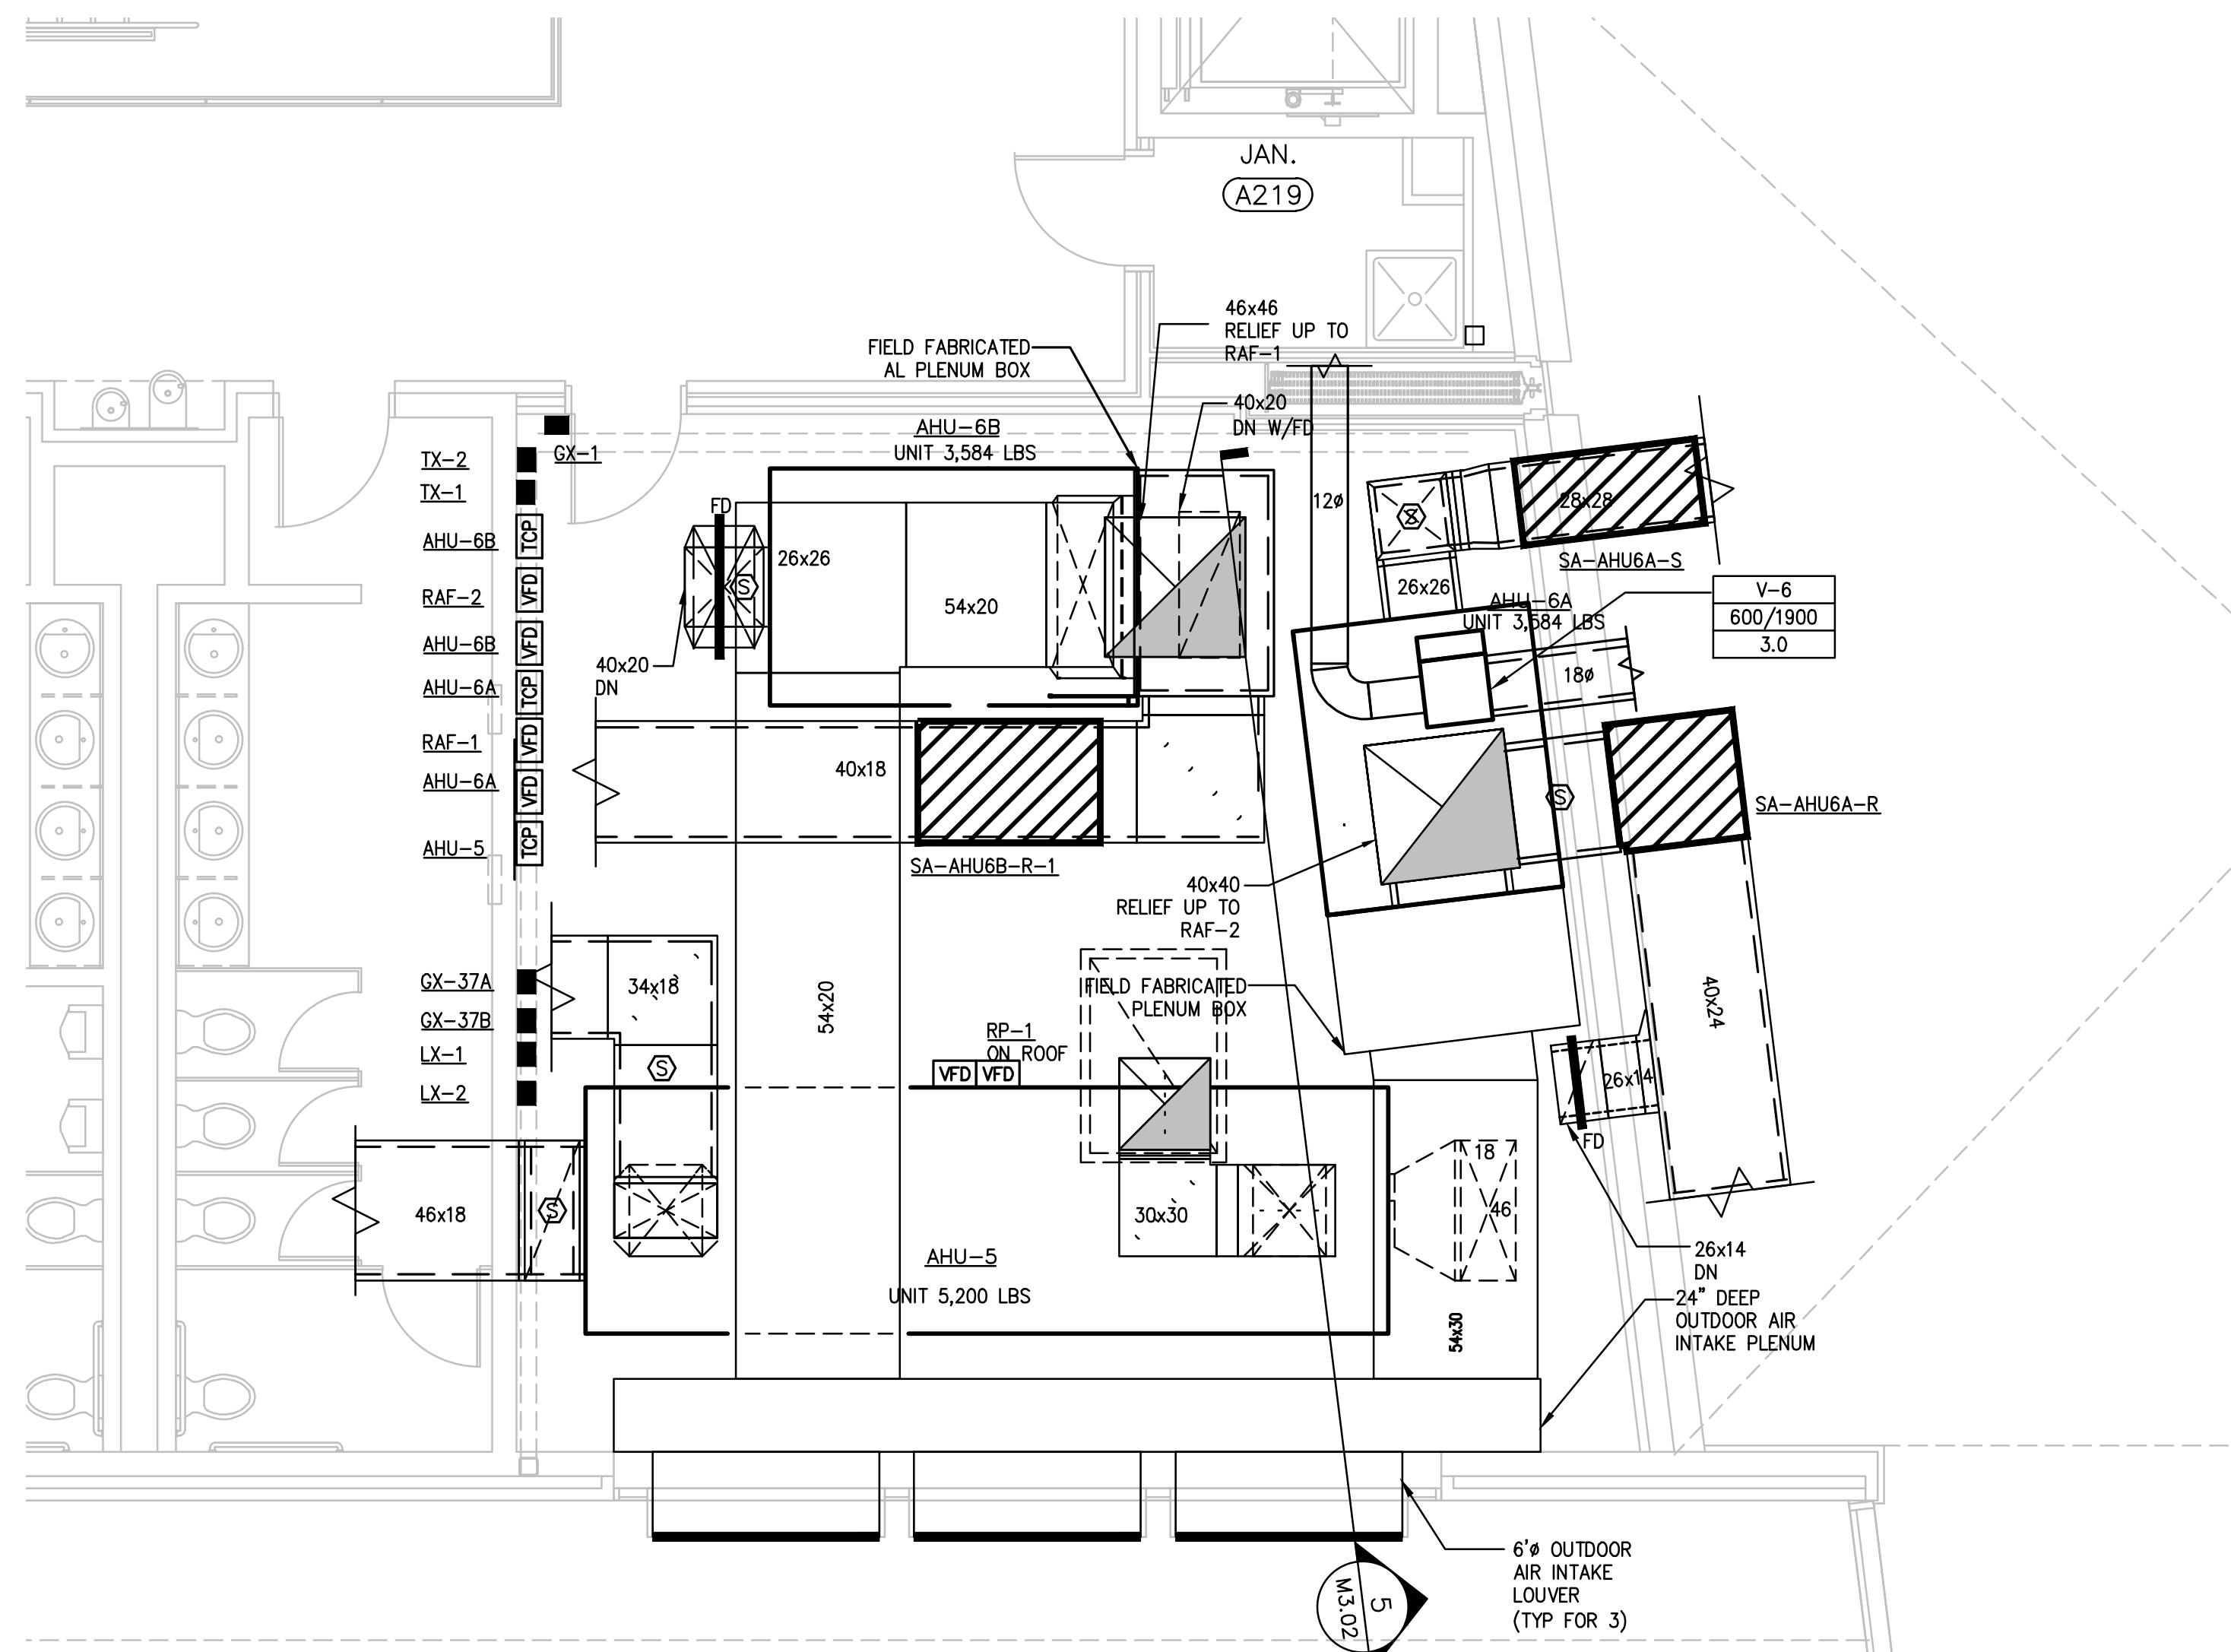 JAN.
A219
46x46
RELIEF UP TO
RAF-1
FIELD FABRICATED
AL PLENUM BOX
40x20
DN W/FD
AHU-6B
UNIT 3,584 LBS
GX-1
TX-2
TX-1
AHU-6B
RAF-2
AHU-6B
AHU-6A
RAF-1
AHU-6A
AHU-5
TCP
VFD
VFD
TCP
VFD
VFD
TCP
FD
S
26x26
54x20
40x20
DN
12ø
S
28x28
SA-AHU6A-S
26x26
AHU-6A
UNIT 3,584 LBS
V-6
600/1900
3.0
18ø
40x18
SA-AHU6B-R-1
S
SA-AHU6A-R
40x40
RELIEF UP TO
RAF-2
FIELD FABRICATED
PLENUM BOX
GX-37A
GX-37B
LX-1
LX-2
34x18
S
54x20
RP-1
ON ROOF
VFD VFD
40x24
26x14
FD
46x18
S
30x30
18
46
AHU-5
UNIT 5,200 LBS
54x30
26x14
DN
24" DEEP
OUTDOOR AIR
INTAKE PLENUM
6'ø OUTDOOR
AIR INTAKE
LOUVER
(TYP FOR 3)
5
M3.02